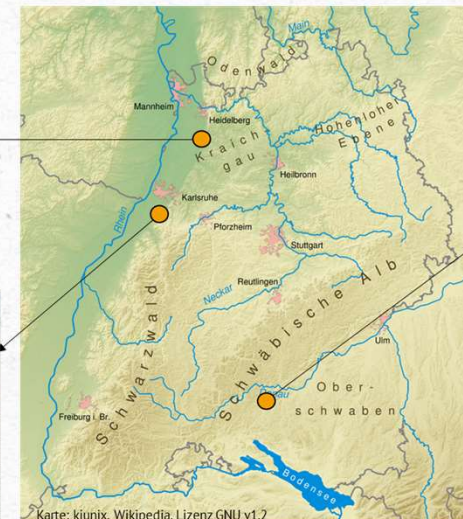 Main
Odenwald
Mannheim
Heidelberg
Kraich
gau
Hohenloher
Ebene
Heilbronn
Karlsruhe
Rhein
Pforzheim
Stuttgart
Reutlingen
Neckar
Schwarzwald
Schwäbische Alb
Ulm
Donau
Ober-
schwaben
Freiburg i. Br.
Bodensee
Karte: kjunix, Wikipedia, Lizenz GNU v1.2